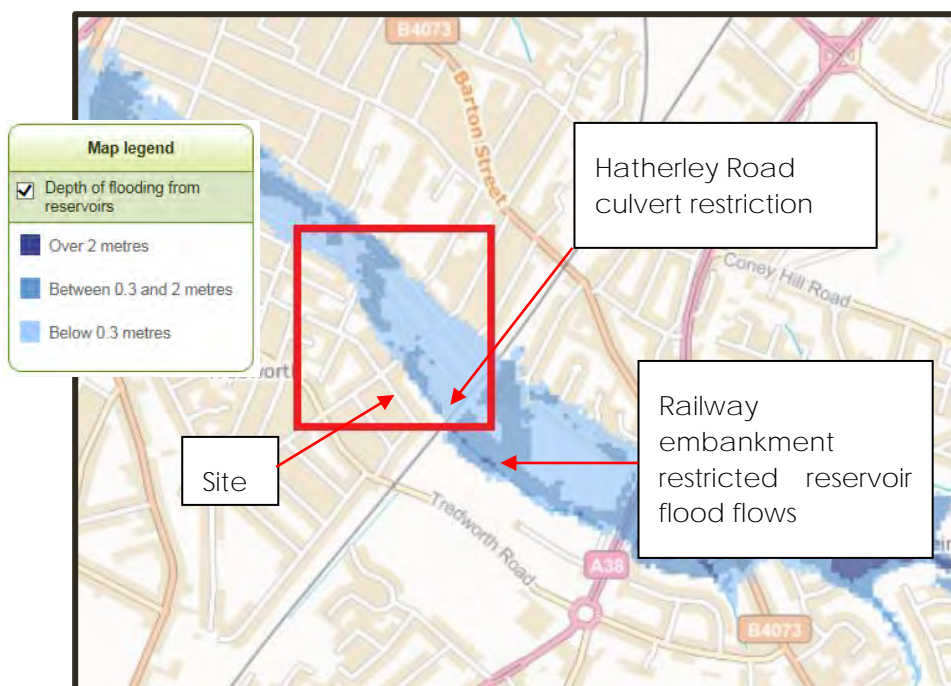 B4073
Barton Street
Map legend
Depth of flooding from
reservoirs
Over 2 metres
Between 0.3 and 2 metres
Below 0.3 metres
Hatherley Road
culvert restriction
Coney Hill Road
Site
Railway
embankment
restricted reservoir
flood flows
Tredworth Road
A38
B4073